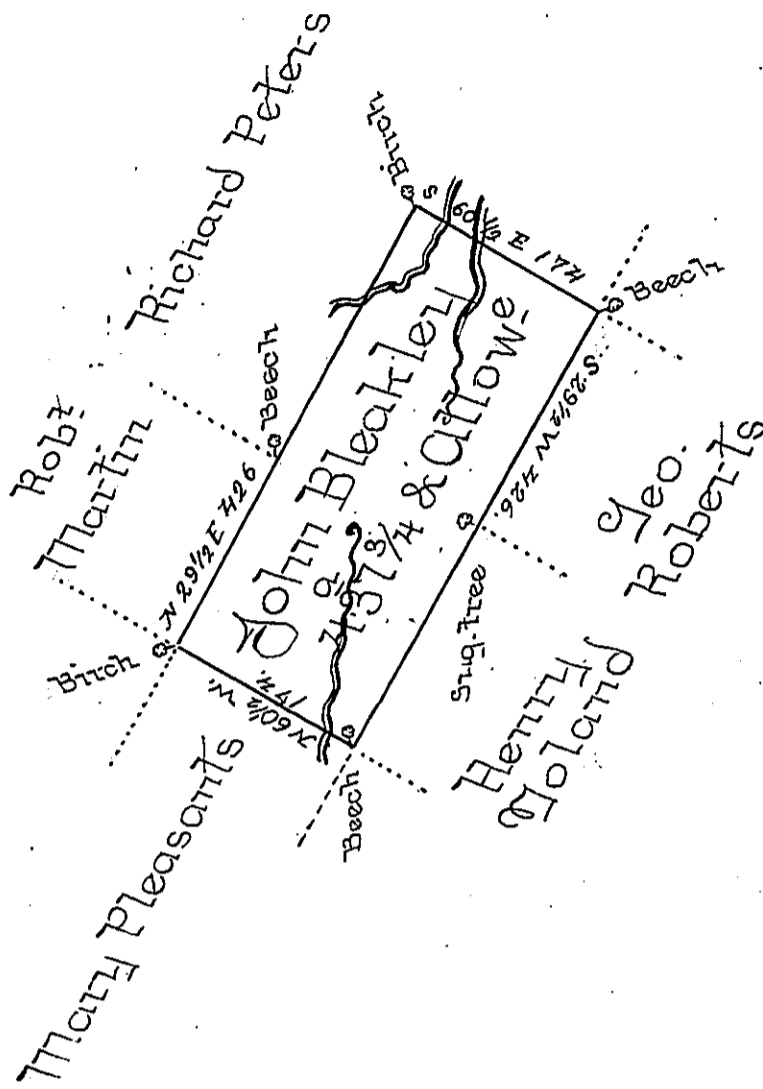 Richard Peters
Robt
Martin
Mary Pleasants
Birch
Beech
Birch
Beech
Beech
Sug. Tree
N 29½ E 426
S 60½ E 174
S 29½ W 426.
N 60½ W.
174.
John Bleakley
a
437¾ & Allowe
Geo.
Roberts
Henry
Toland